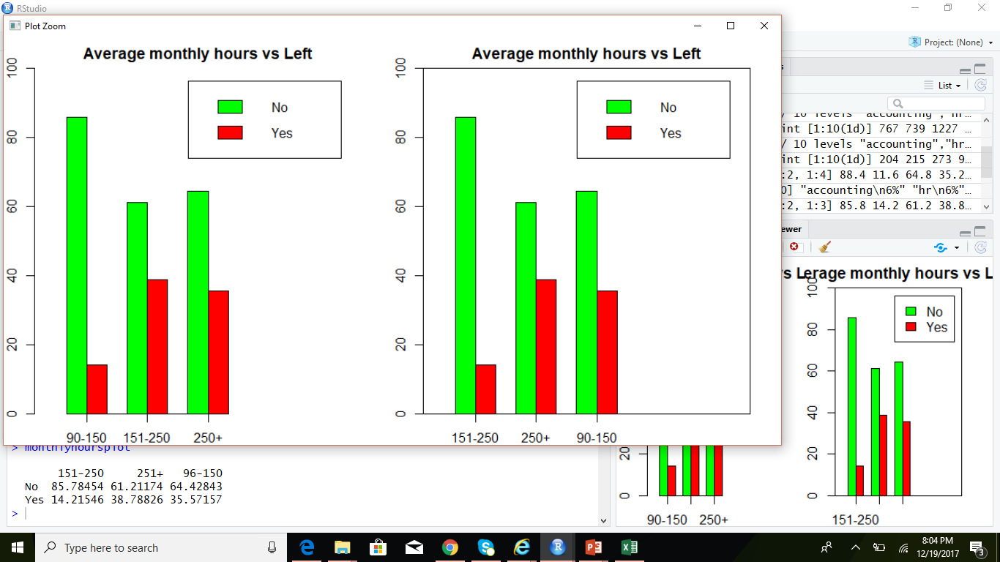 RStudio
Plot Zoom
Project: (None)
Average monthly hours vs Left
100
80
60
40
20
0
No
Yes
90-150 151-250 250+
Average monthly hours vs Left
100
80
60
40
20
0
No
Yes
151-250 250+ 90-150
s
List
/ 10 levels "accounting","hr…
int [1:10(1d)] 767 739 1227 …
/ 10 levels "accounting","hr…
int [1:10(1d)] 204 215 273 9…
:2, 1:4] 88.4 11.6 64.8 35.2…
0] "accounting\n6%" "hr\n6%"…
:2, 1:3] 85.8 14.2 61.2 38.8…
ewer
vs L
erage monthly hours vs L
100
80
60
40
20
0
No
Yes
151-250
20
0
90-150 250+
> monthlyhoursplot
151-250 251+ 96-150
No 85.78454 61.21174 64.42843
Yes 14.21546 38.78826 35.57157
>
Type here to search
8:04 PM
12/19/2017
3